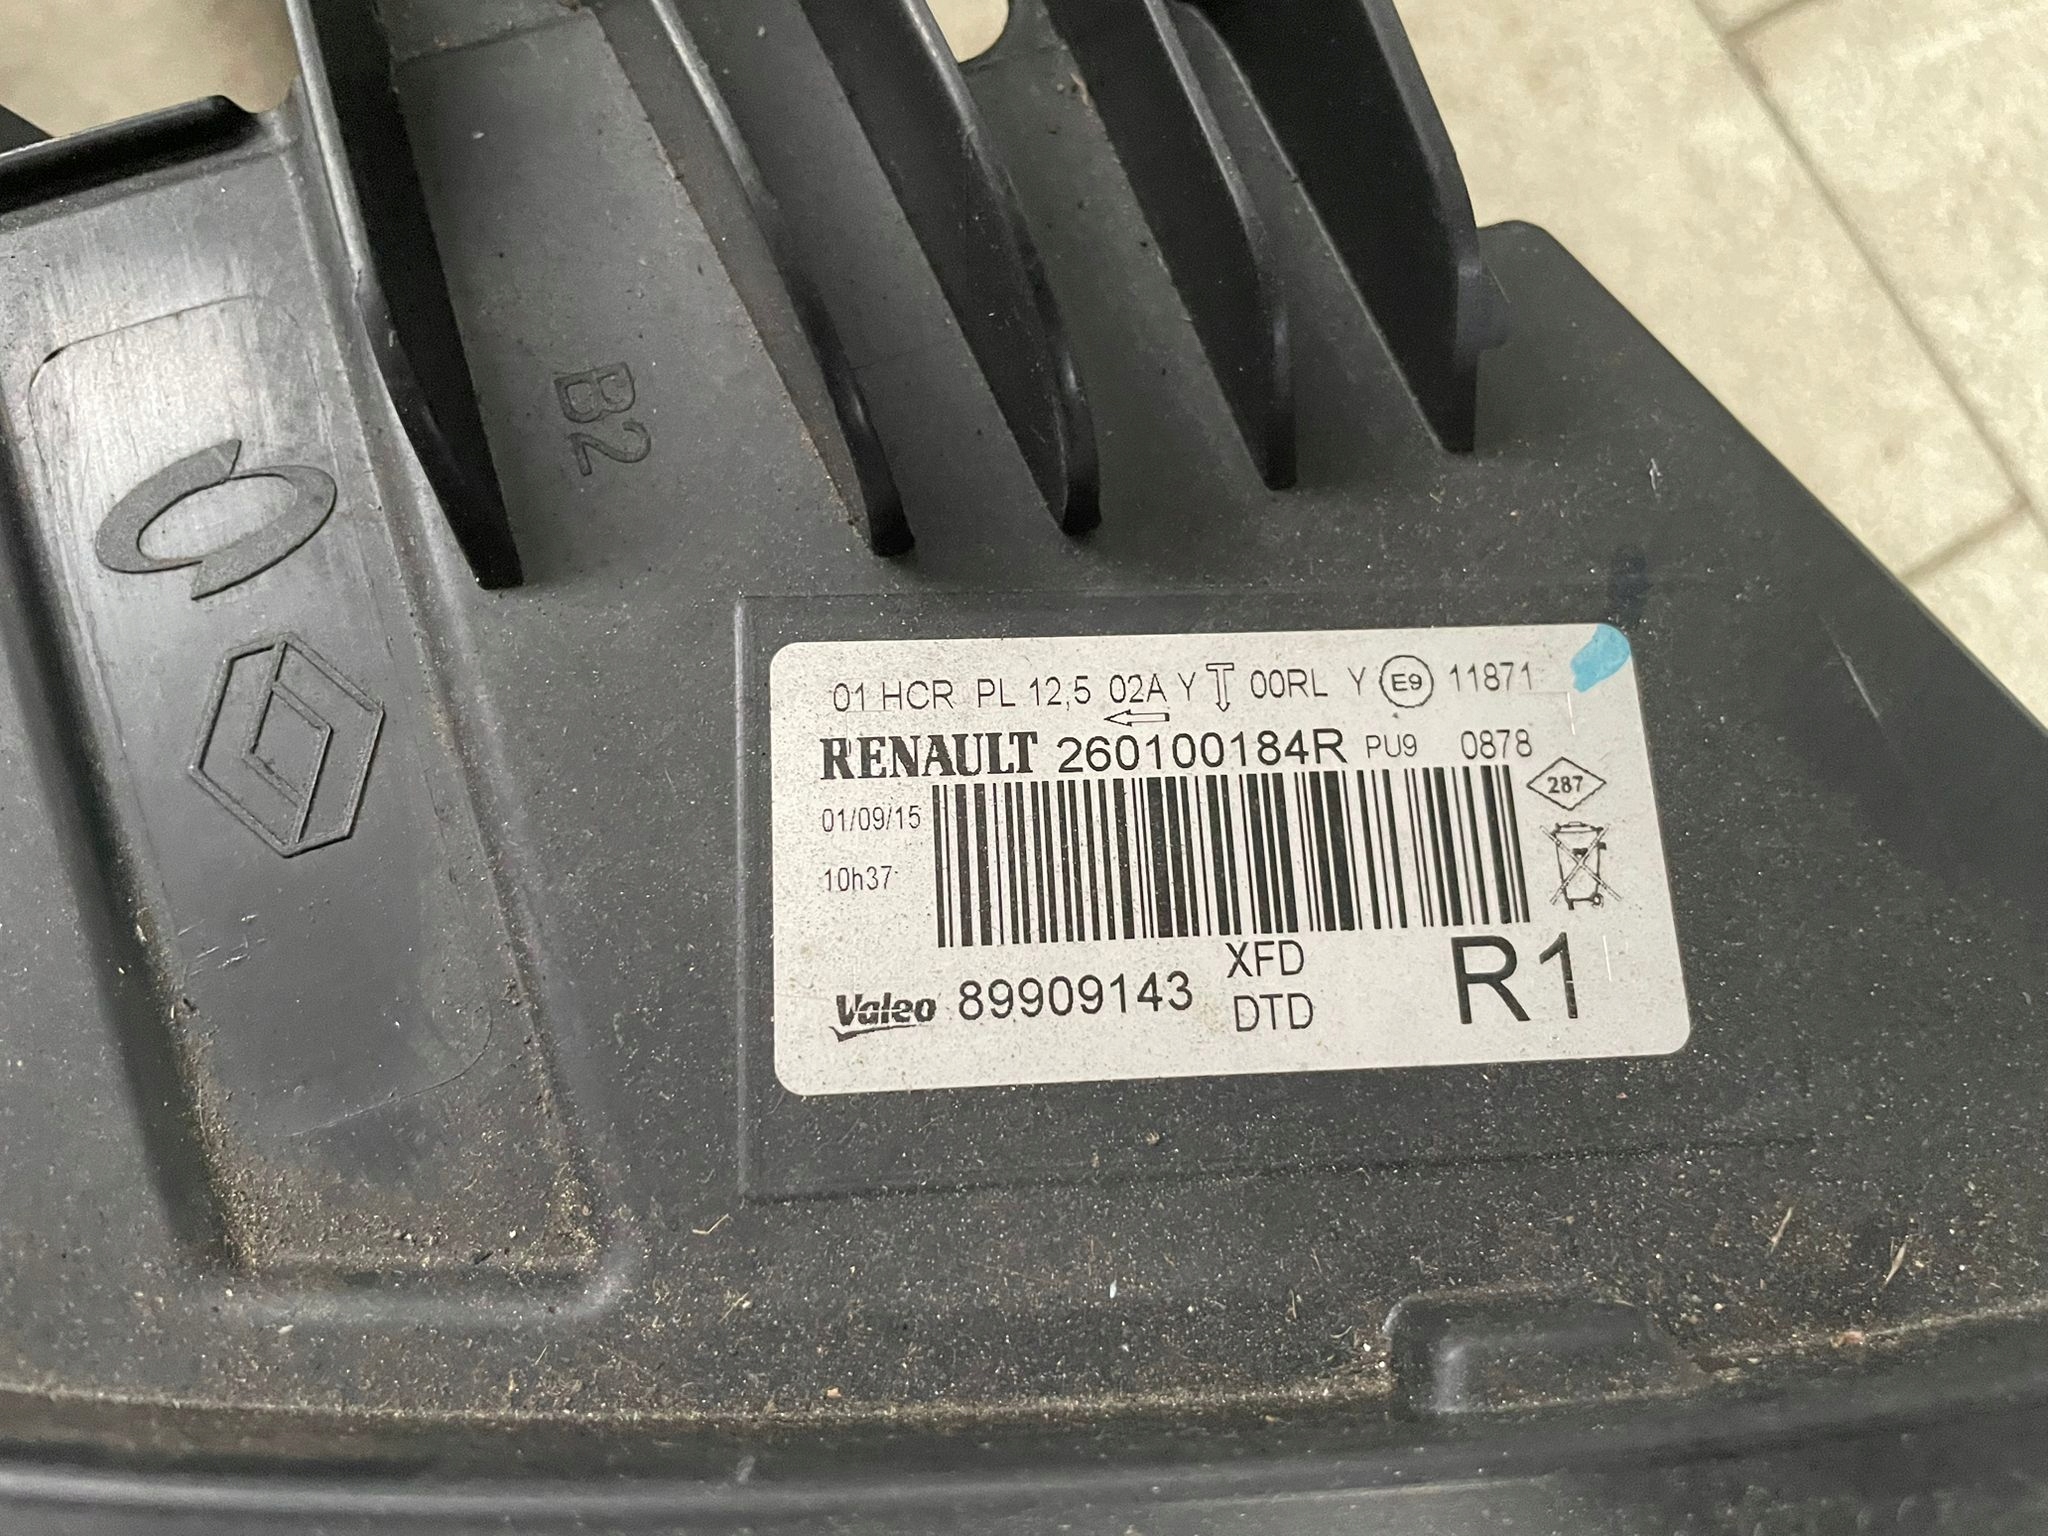 B2
01 HCR PL 12,5 02A Y 00RL Y E9 11871
RENAULT 260100184R PU9 0878
287
01/09/15
10h37
Valeo 89909143 XFD
DTD
R1